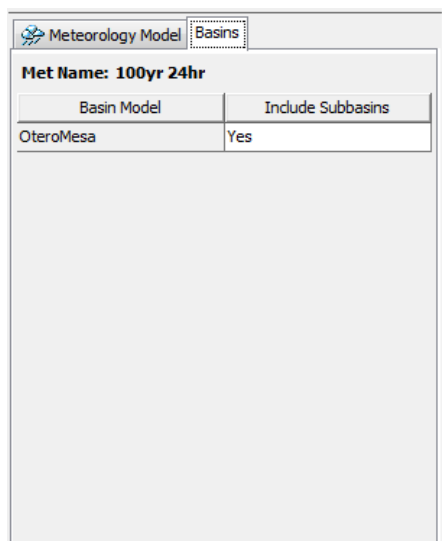 Meteorology Model Basins
Met Name: 100yr 24hr
Basin Model Include Subbasins
OteroMesa Yes